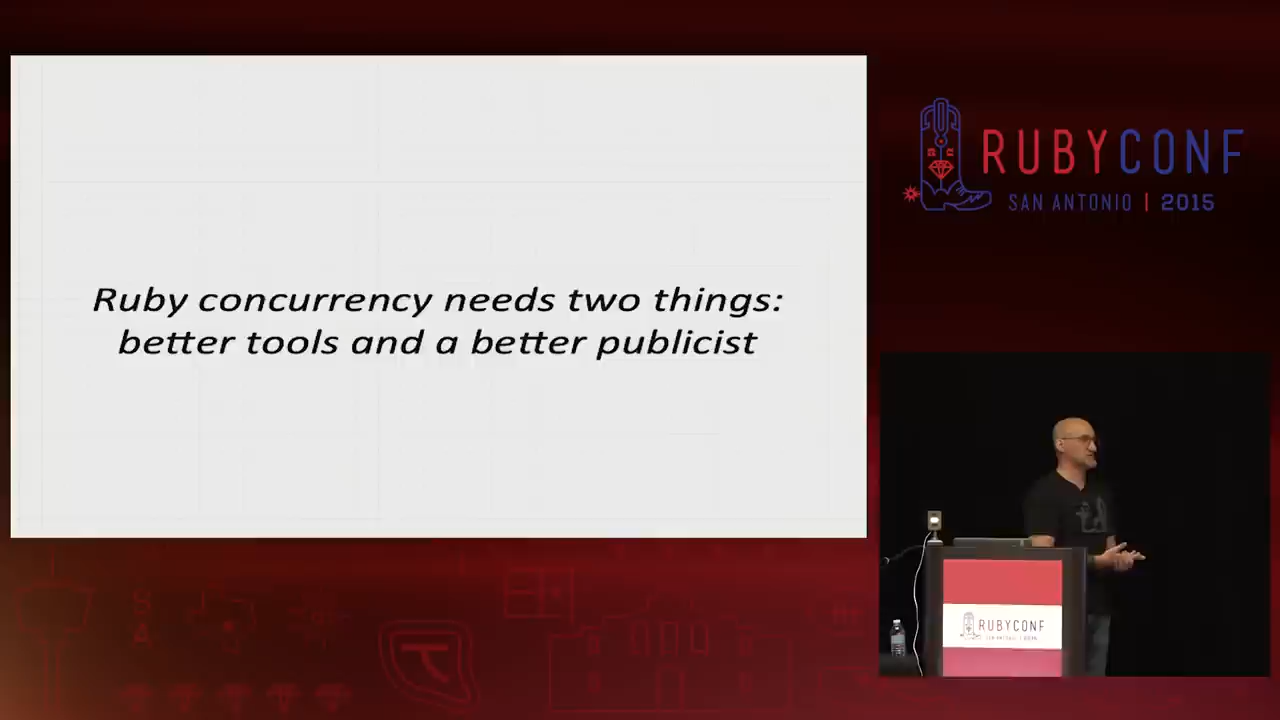 Ruby concurrency needs two things:
better tools and a better publicist
RUBYCONF
SAN ANTONIO | 2015
RUBYCONF